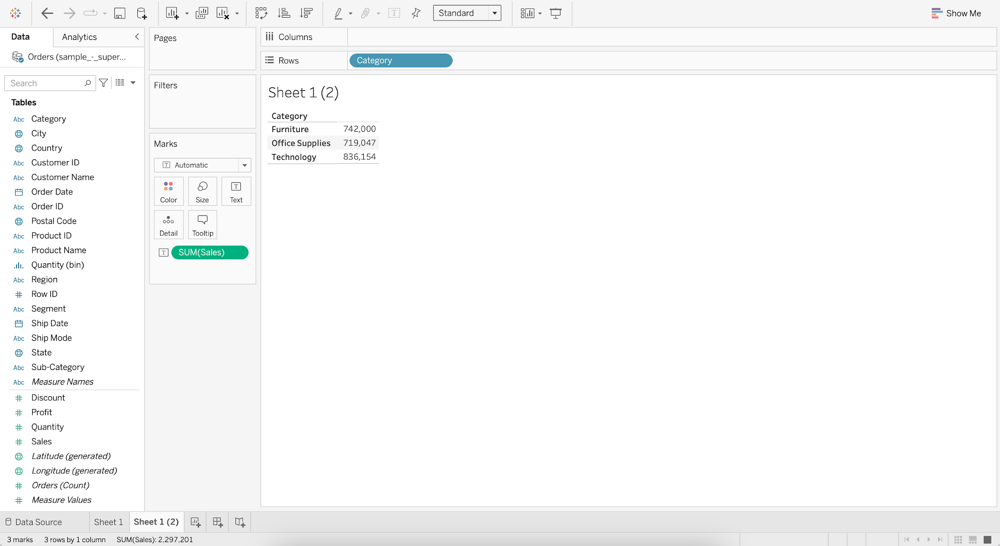 Standard
Show Me
Data
Analytics
Orders (sample_-_super...
Search
Tables
Abc Category
City
Country
Abc Customer ID
Abc Customer Name
Order Date
Abc Order ID
Postal Code
Abc Product ID
Abc Product Name
Quantity (bin)
Abc Region
# Row ID
Abc Segment
Ship Date
Abc Ship Mode
State
Abc Sub-Category
Abc Measure Names
# Discount
# Profit
# Quantity
# Sales
Latitude (generated)
Longitude (generated)
# Orders (Count)
# Measure Values
Pages
Filters
Marks
T Automatic
Color
Size
T
Text
Detail
Tooltip
T SUM(Sales)
Columns
Rows
Category
Sheet 1 (2)
Category
Furniture 742,000
Office Supplies 719,047
Technology 836,154
Data Source
Sheet 1
Sheet 1 (2)
3 marks
3 rows by 1 column
SUM(Sales): 2,297,201